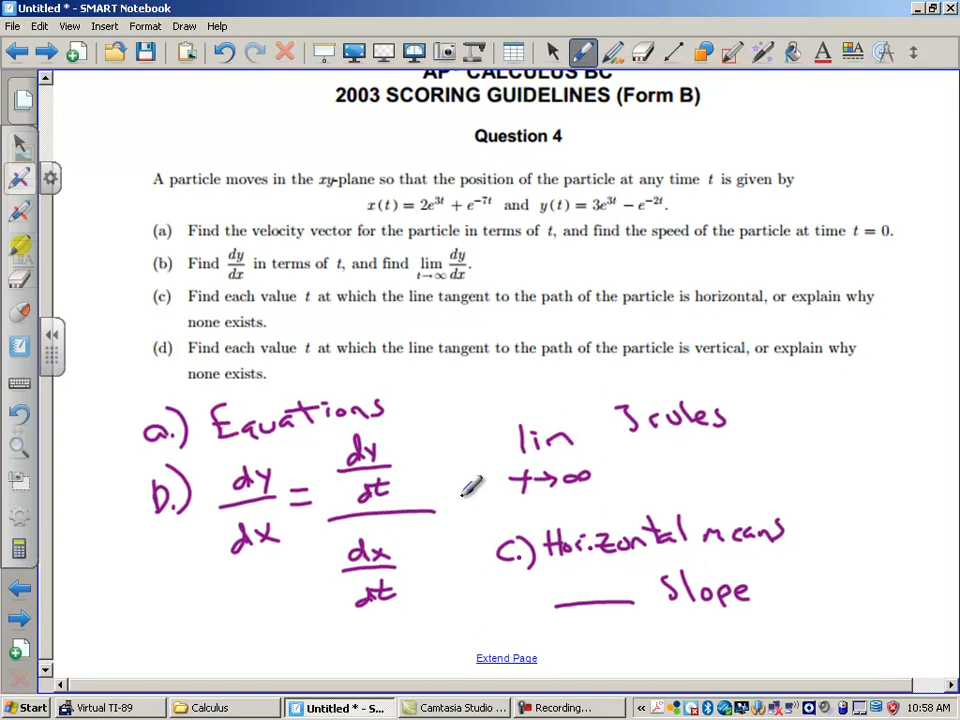 Untitled * - SMART Notebook
File Edit View Insert Format Draw Help
AP® CALCULUS BC
2003 SCORING GUIDELINES (Form B)
Question 4
A particle moves in the xy-plane so that the position of the particle at any time t is given by
x(t) = 2e^{3t} + e^{−7t} and y(t) = 3e^{3t} − e^{−2t}.
(a) Find the velocity vector for the particle in terms of t, and find the speed of the particle at time t = 0.
(b) Find dy/dx in terms of t, and find lim t→∞ dy/dx.
(c) Find each value t at which the line tangent to the path of the particle is horizontal, or explain why
none exists.
(d) Find each value t at which the line tangent to the path of the particle is vertical, or explain why
none exists.
a.) Equations
b.) dy/dx = dy/dt / dx/dt
lim t→∞ 3 rules
c.) Horizontal means
____ slope
Extend Page
Start Virtual TI-89 Calculus Untitled * - S... Camtasia Studio ... Recording... « 10:58 AM